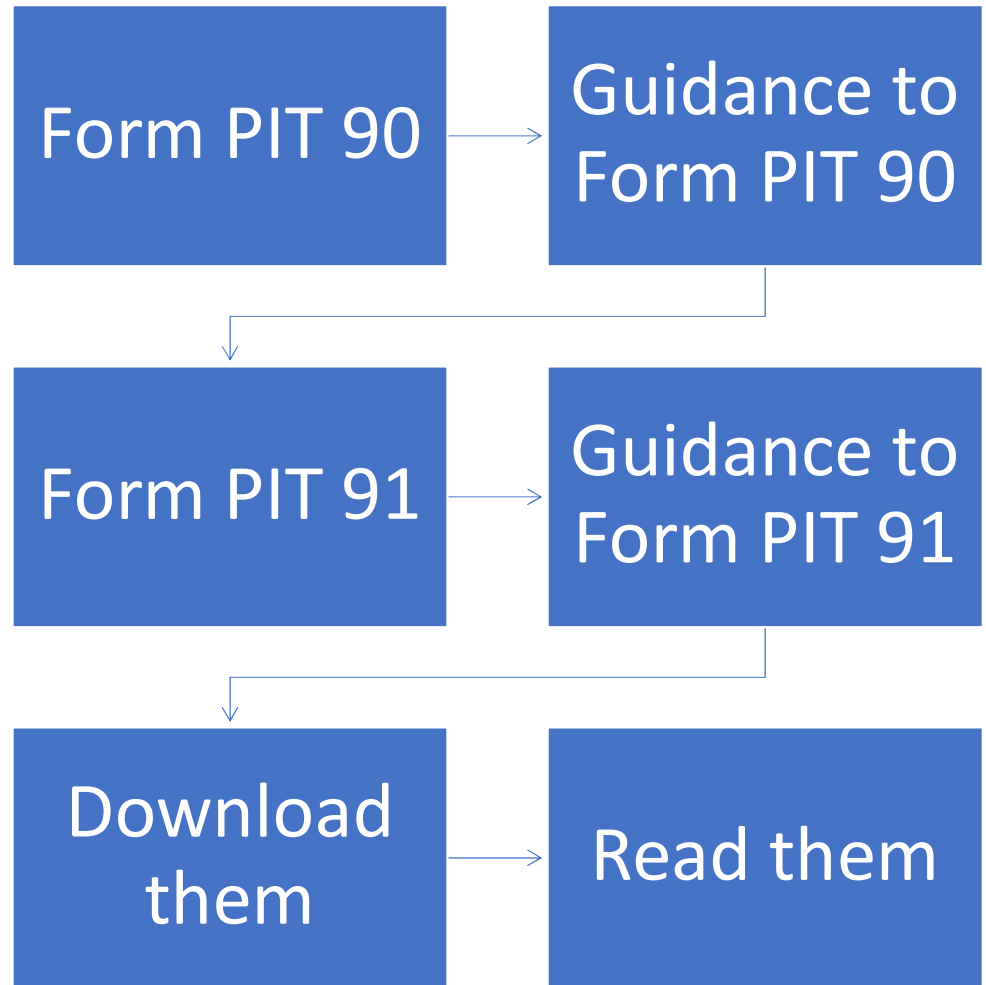 Form PIT 90
Guidance to
Form PIT 90
Form PIT 91
Guidance to
Form PIT 91
Download
them
Read them